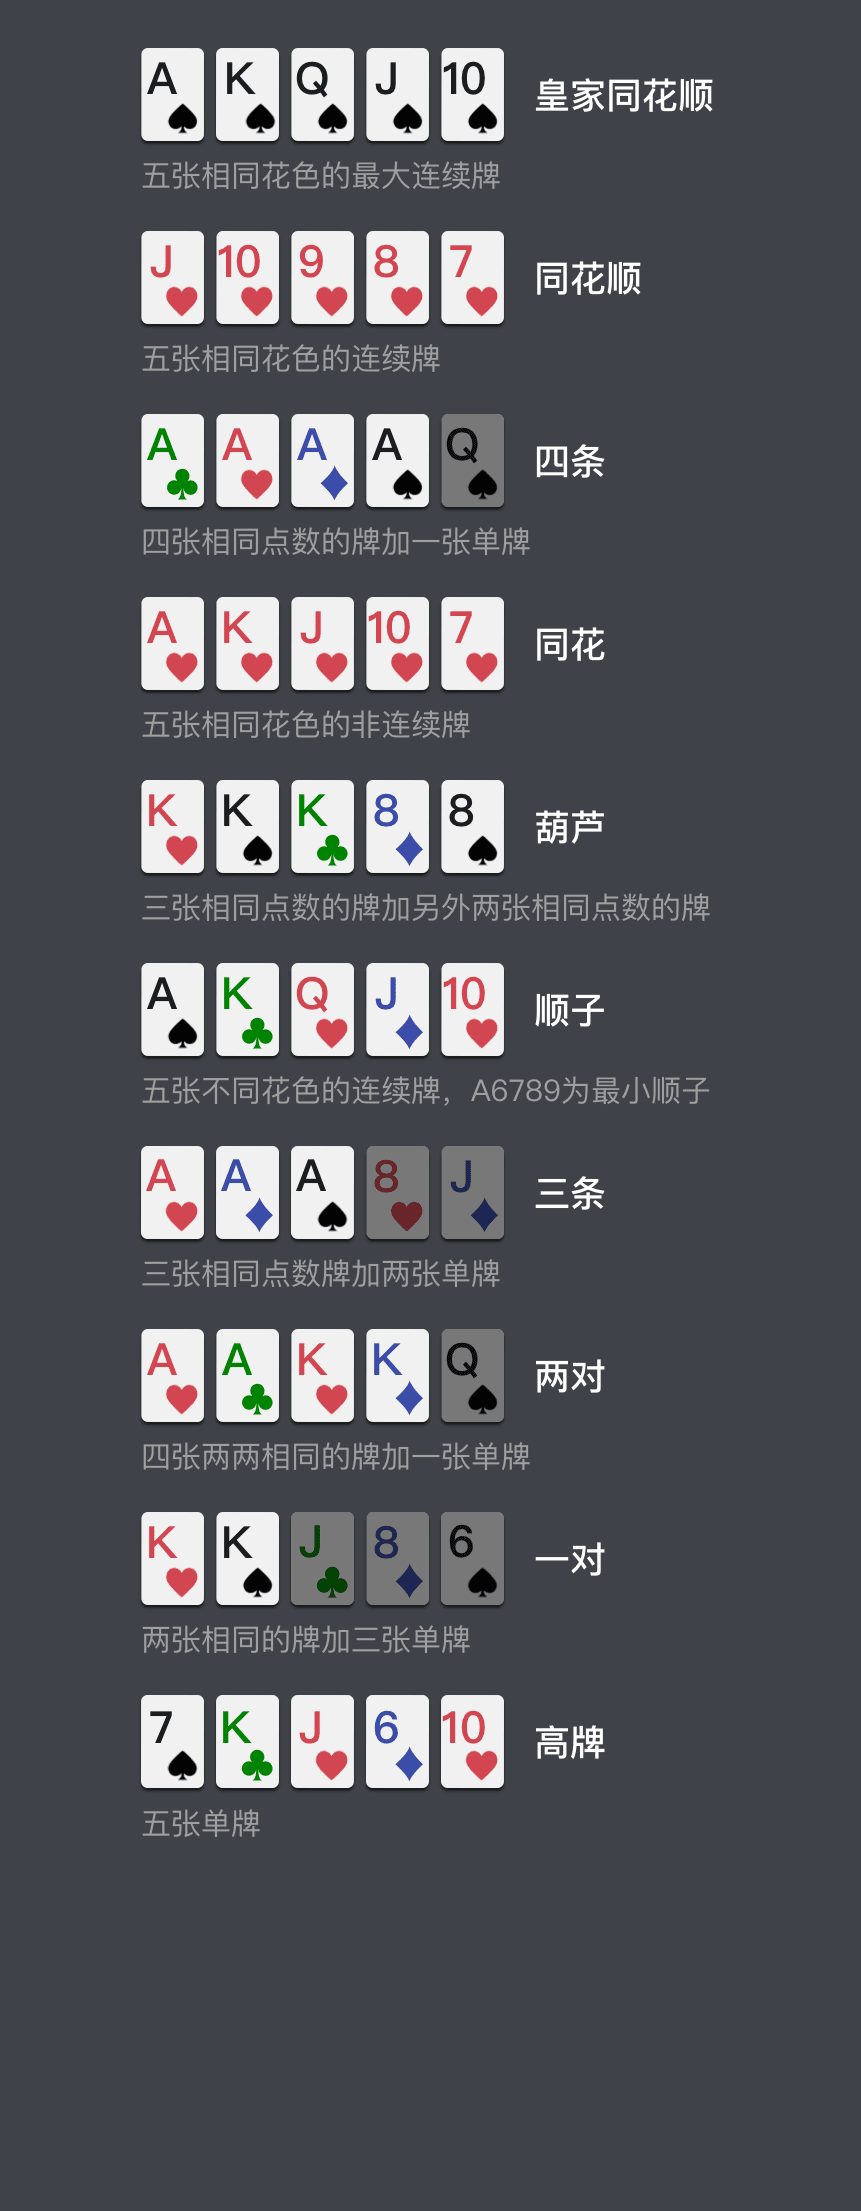 A K Q J 10 皇家同花顺
五张相同花色的最大连续牌
J 10 9 8 7 同花顺
五张相同花色的连续牌
A A A A Q 四条
四张相同点数的牌加一张单牌
A K J 10 7 同花
五张相同花色的非连续牌
K K K 8 8 葫芦
三张相同点数的牌加另外两张相同点数的牌
A K Q J 10 顺子
五张不同花色的连续牌，A6789为最小顺子
A A A 8 J 三条
三张相同点数牌加两张单牌
A A K K Q 两对
四张两两相同的牌加一张单牌
K K J 8 6 一对
两张相同的牌加三张单牌
7 K J 6 10 高牌
五张单牌